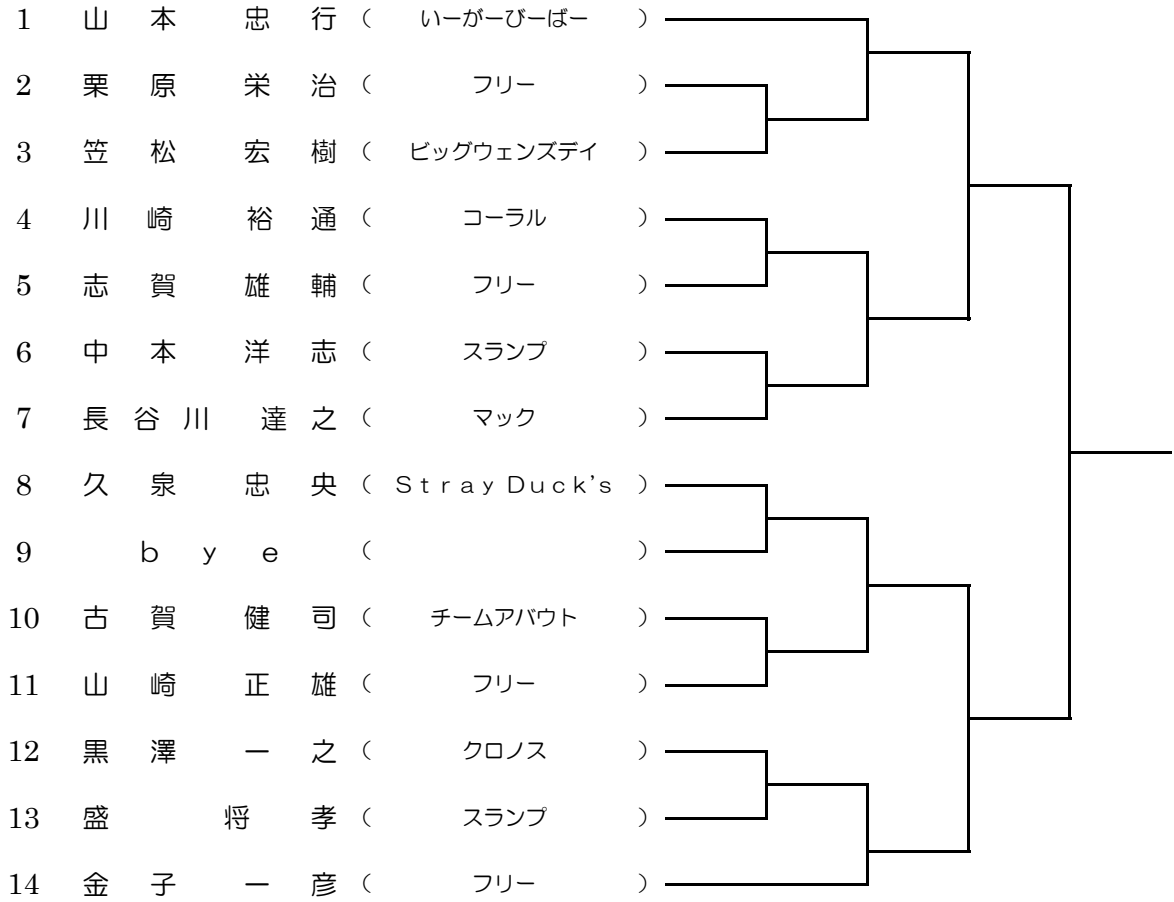 1 山本 忠行 ( いーがーびーばー )
2 栗原 栄治 ( フリー )
3 笠松 宏樹 ( ビッグウェンズデイ )
4 川崎 裕通 ( コーラル )
5 志賀 雄輔 ( フリー )
6 中本 洋志 ( スランプ )
7 長谷川 達之 ( マック )
8 久泉 忠央 ( Stray Duck's )
9 bye ( )
10 古賀 健司 ( チームアバウト )
11 山崎 正雄 ( フリー )
12 黒澤 一之 ( クロノス )
13 盛 将孝 ( スランプ )
14 金子 一彦 ( フリー )